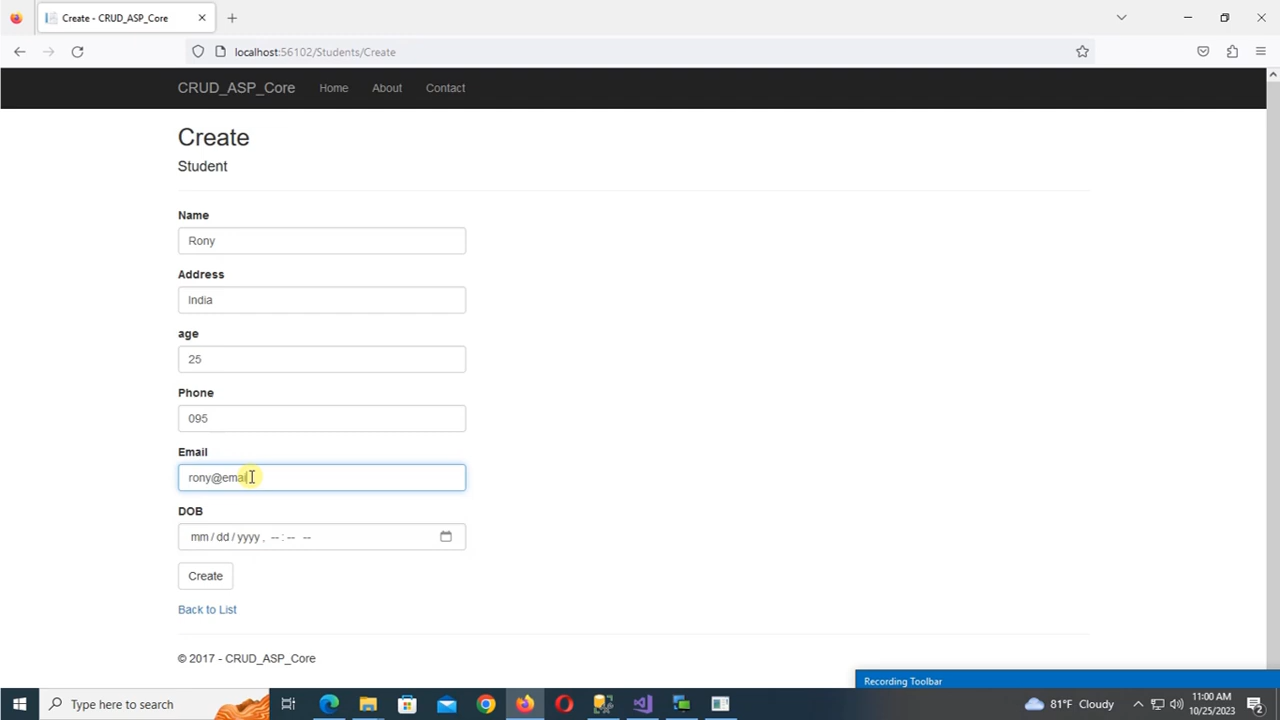 Create - CRUD_ASP_Core
localhost:56102/Students/Create
CRUD_ASP_Core Home About Contact
Create
Student
Name
Rony
Address
India
age
25
Phone
095
Email
rony@email
DOB
mm / dd / yyyy , -- : -- --
Create
Back to List
© 2017 - CRUD_ASP_Core
Recording Toolbar
Type here to search
81°F Cloudy
11:00 AM
10/25/2023
2